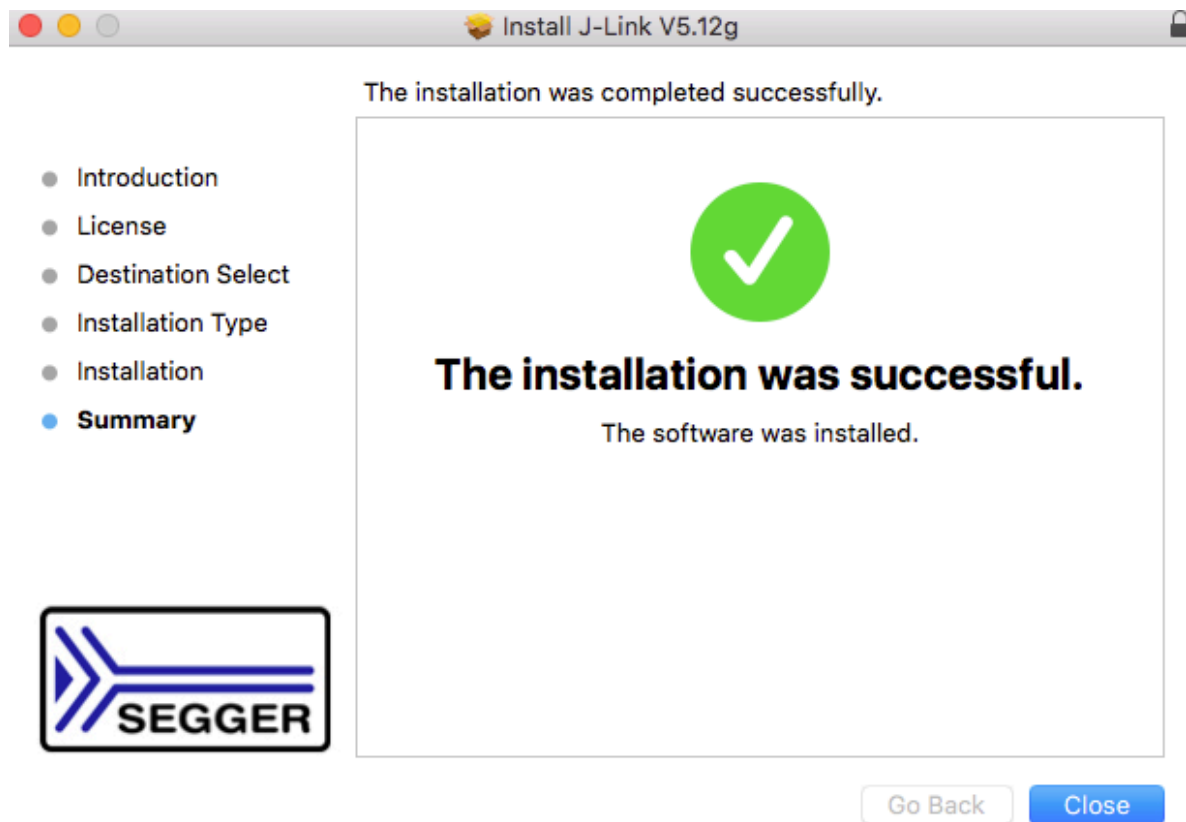 Install J-Link V5.12g
The installation was completed successfully.
Introduction
License
Destination Select
Installation Type
Installation
Summary
The installation was successful.
The software was installed.
SEGGER
Go Back
Close